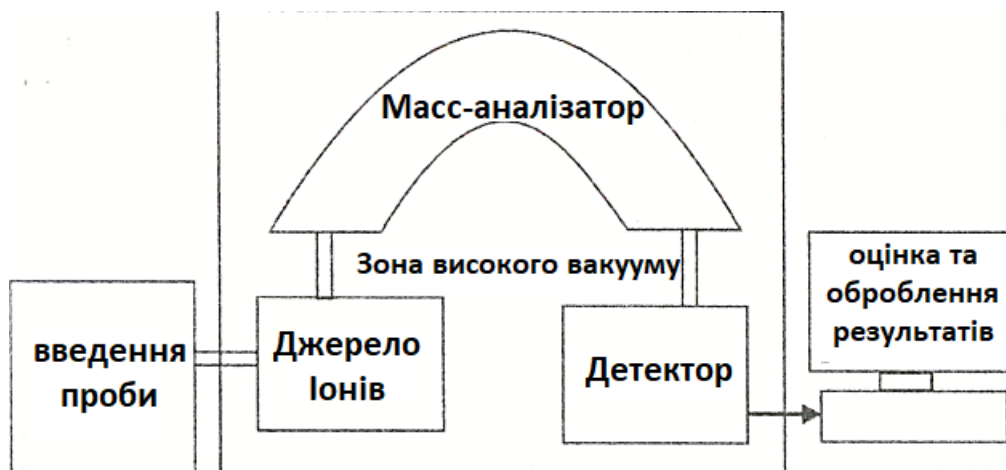 Масс-аналізатор
Зона високого вакууму
введення
проби
Джерело
Іонів
Детектор
оцінка та
оброблення
результатів